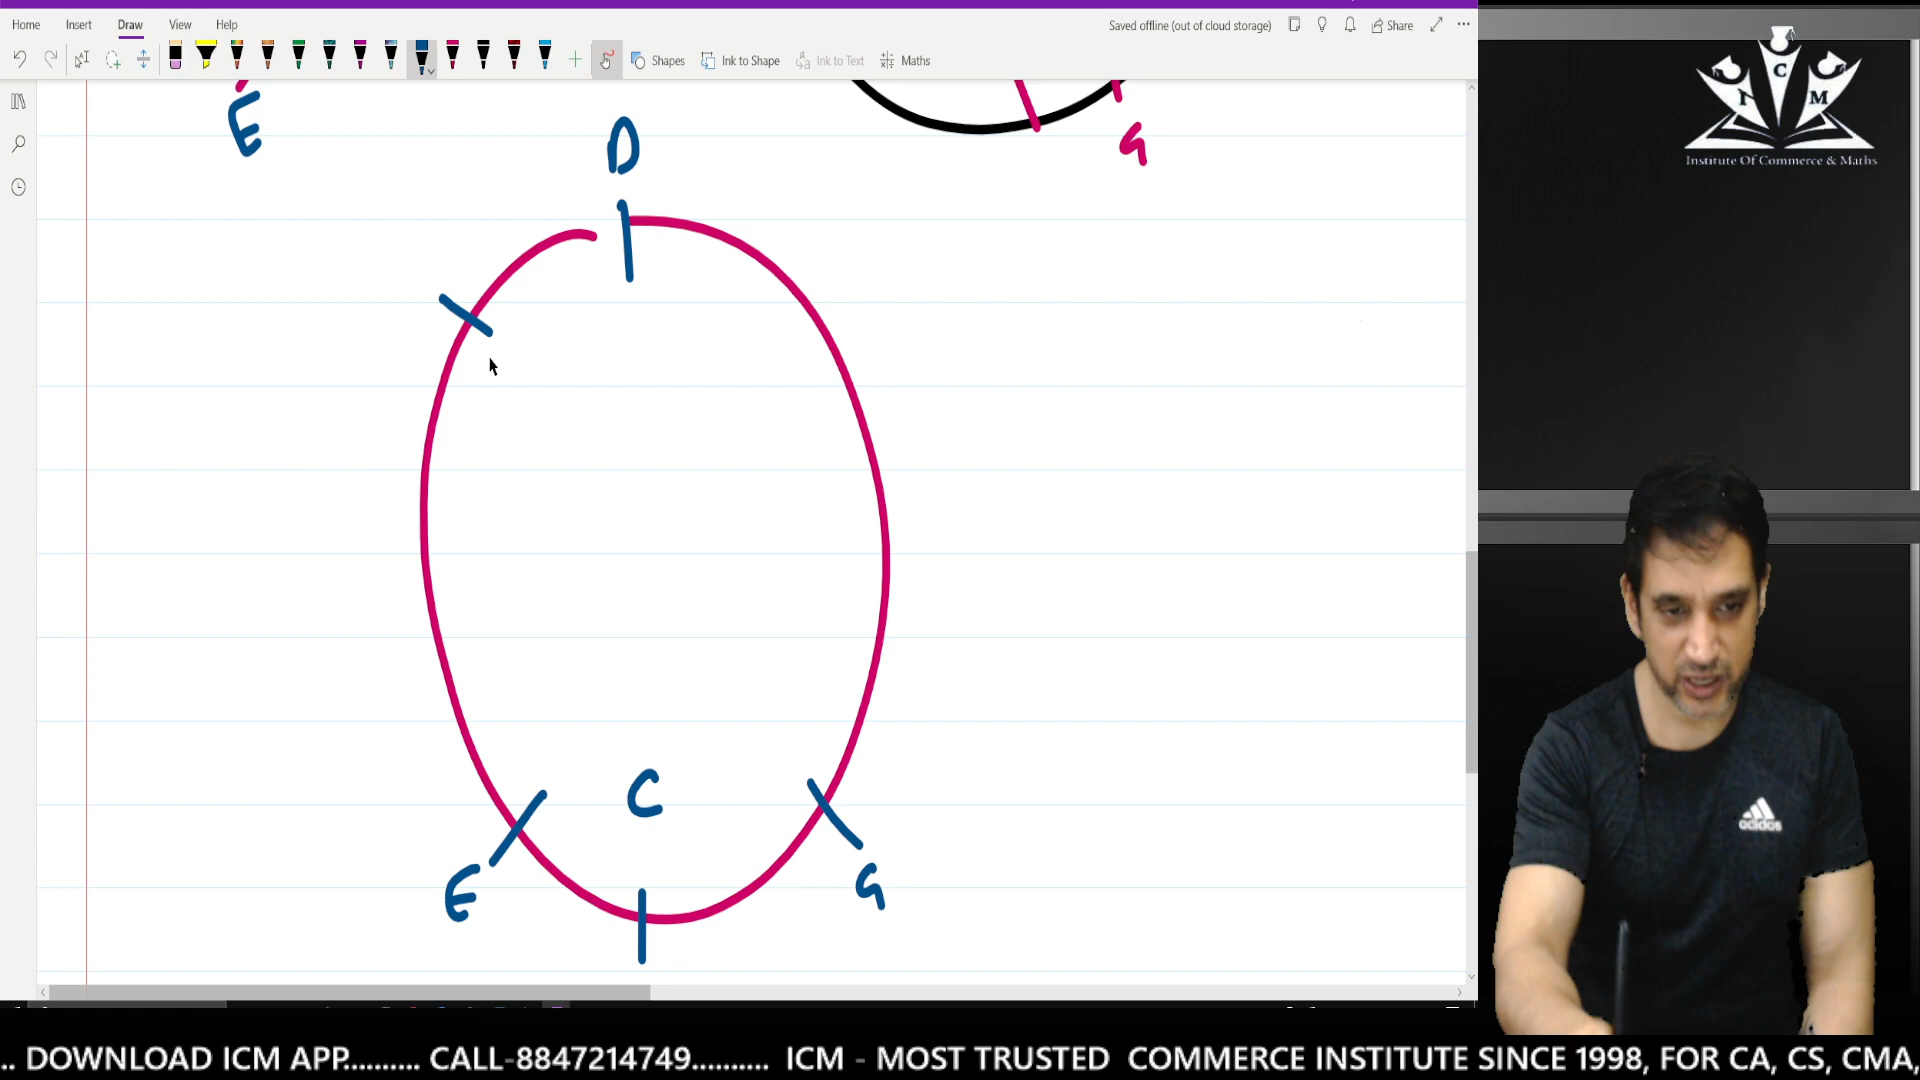 Home Insert Draw View Help
Saved offline (out of cloud storage)
Share
Shapes
Ink to Shape
Ink to Text
Maths
E
D
G
C
E
G
I C M
Institute Of Commerce & Maths
adidas
.. DOWNLOAD ICM APP......... CALL-8847214749.......... ICM - MOST TRUSTED COMMERCE INSTITUTE SINCE 1998, FOR CA, CS, CMA,